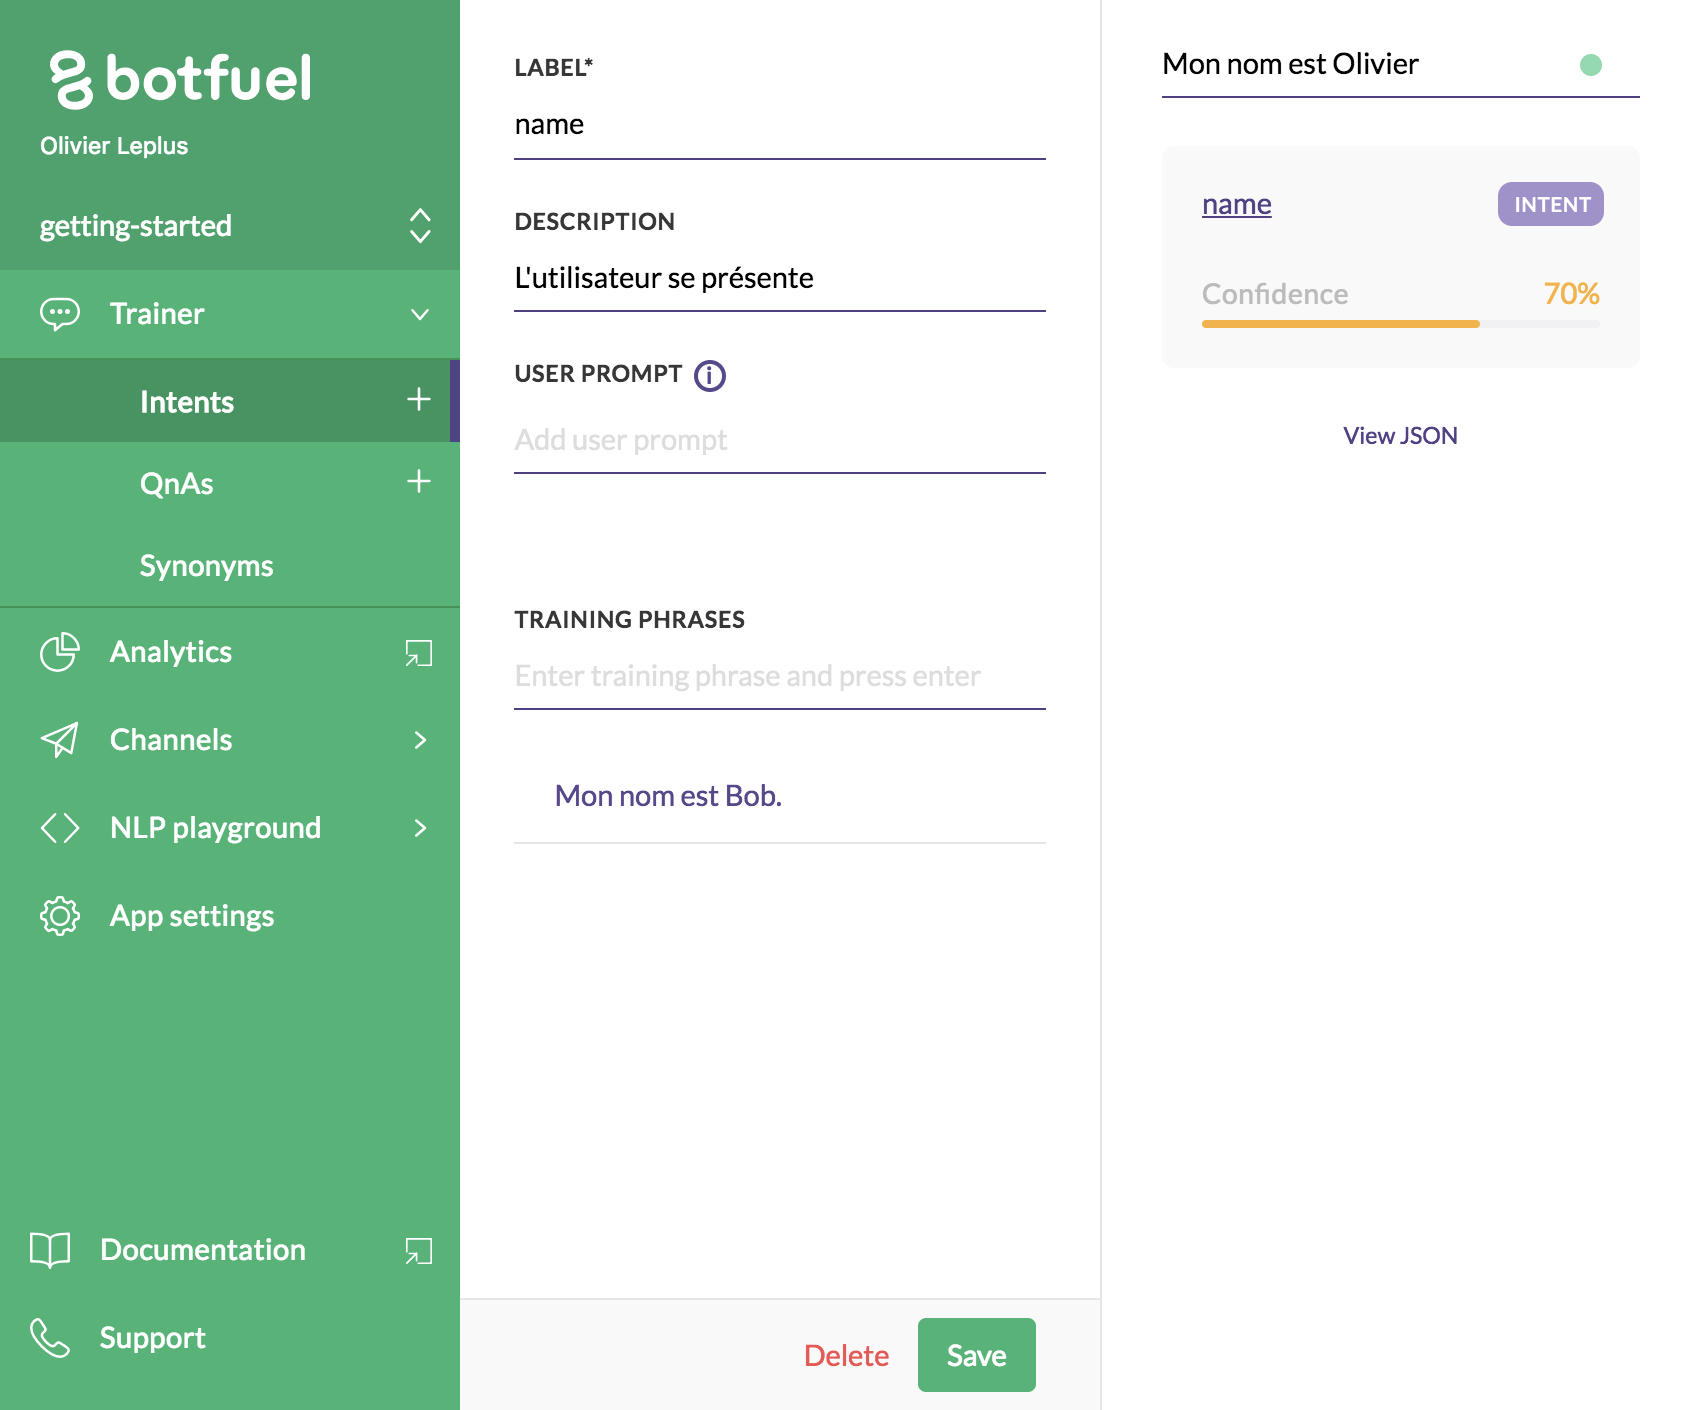 botfuel
Olivier Leplus
getting-started
Trainer
Intents
QnAs
Synonyms
Analytics
Channels
NLP playground
App settings
Documentation
Support
LABEL*
name
DESCRIPTION
L'utilisateur se présente
USER PROMPT
Add user prompt
TRAINING PHRASES
Enter training phrase and press enter
Mon nom est Bob.
Delete
Save
Mon nom est Olivier
name
INTENT
Confidence
70%
View JSON